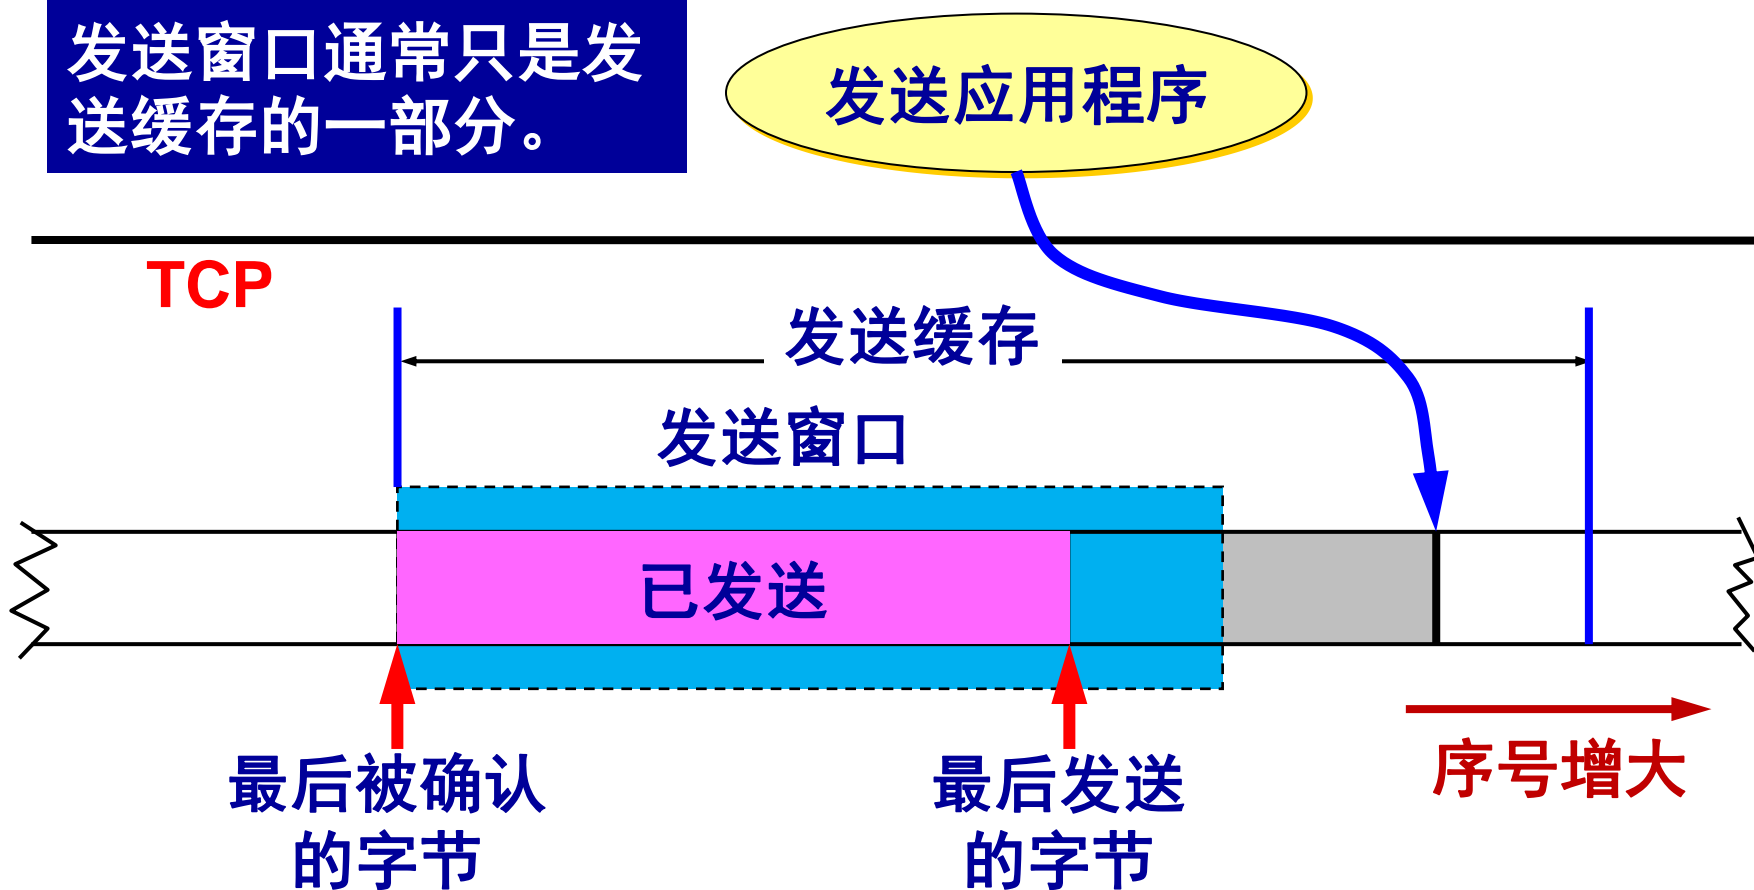 发送窗口通常只是发
送缓存的一部分。
发送应用程序
TCP
发送缓存
发送窗口
已发送
最后被确认
的字节
最后发送
的字节
序号增大